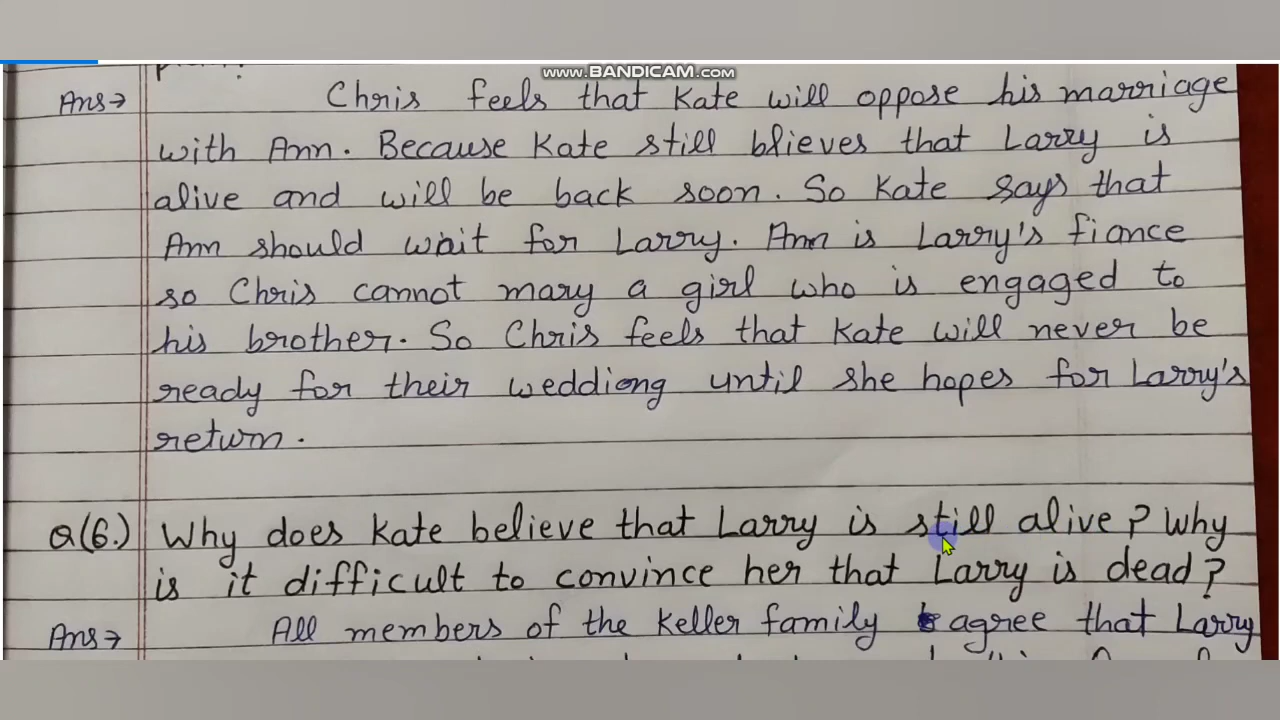 www.BANDICAM.com
Ans→ Chris feels that Kate will oppose his marriage
with Ann. Because Kate still blieves that Larry is
alive and will be back soon. So Kate says that
Ann should wait for Larry. Ann is Larry's fiance
so Chris cannot mary a girl who is engaged to
his brother. So Chris feels that Kate will never be
ready for their weddiong until she hopes for Larry's
return.
Q(6.) Why does Kate believe that Larry is still alive? Why
is it difficult to convince her that Larry is dead?
Ans→ All members of the Keller family agree that Larry